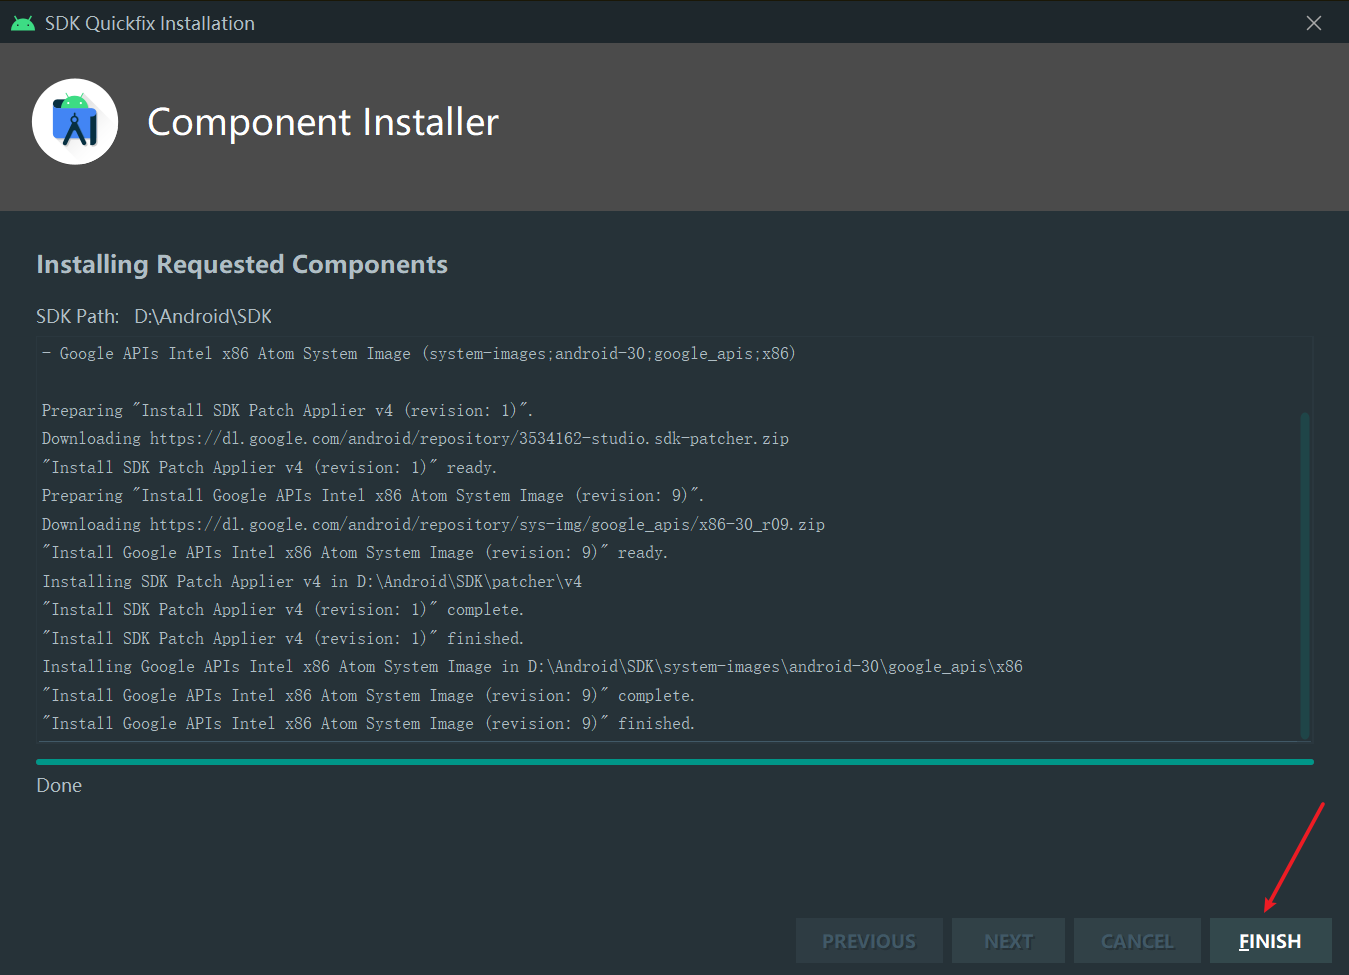 SDK Quickfix Installation
Component Installer
Installing Requested Components
SDK Path: D:\Android\SDK
- Google APIs Intel x86 Atom System Image (system-images;android-30;google_apis;x86)
Preparing "Install SDK Patch Applier v4 (revision: 1)".
Downloading https://dl.google.com/android/repository/3534162-studio.sdk-patcher.zip
"Install SDK Patch Applier v4 (revision: 1)" ready.
Preparing "Install Google APIs Intel x86 Atom System Image (revision: 9)".
Downloading https://dl.google.com/android/repository/sys-img/google_apis/x86-30_r09.zip
"Install Google APIs Intel x86 Atom System Image (revision: 9)" ready.
Installing SDK Patch Applier v4 in D:\Android\SDK\patcher\v4
"Install SDK Patch Applier v4 (revision: 1)" complete.
"Install SDK Patch Applier v4 (revision: 1)" finished.
Installing Google APIs Intel x86 Atom System Image in D:\Android\SDK\system-images\android-30\google_apis\x86
"Install Google APIs Intel x86 Atom System Image (revision: 9)" complete.
"Install Google APIs Intel x86 Atom System Image (revision: 9)" finished.
Done
PREVIOUS NEXT CANCEL FINISH